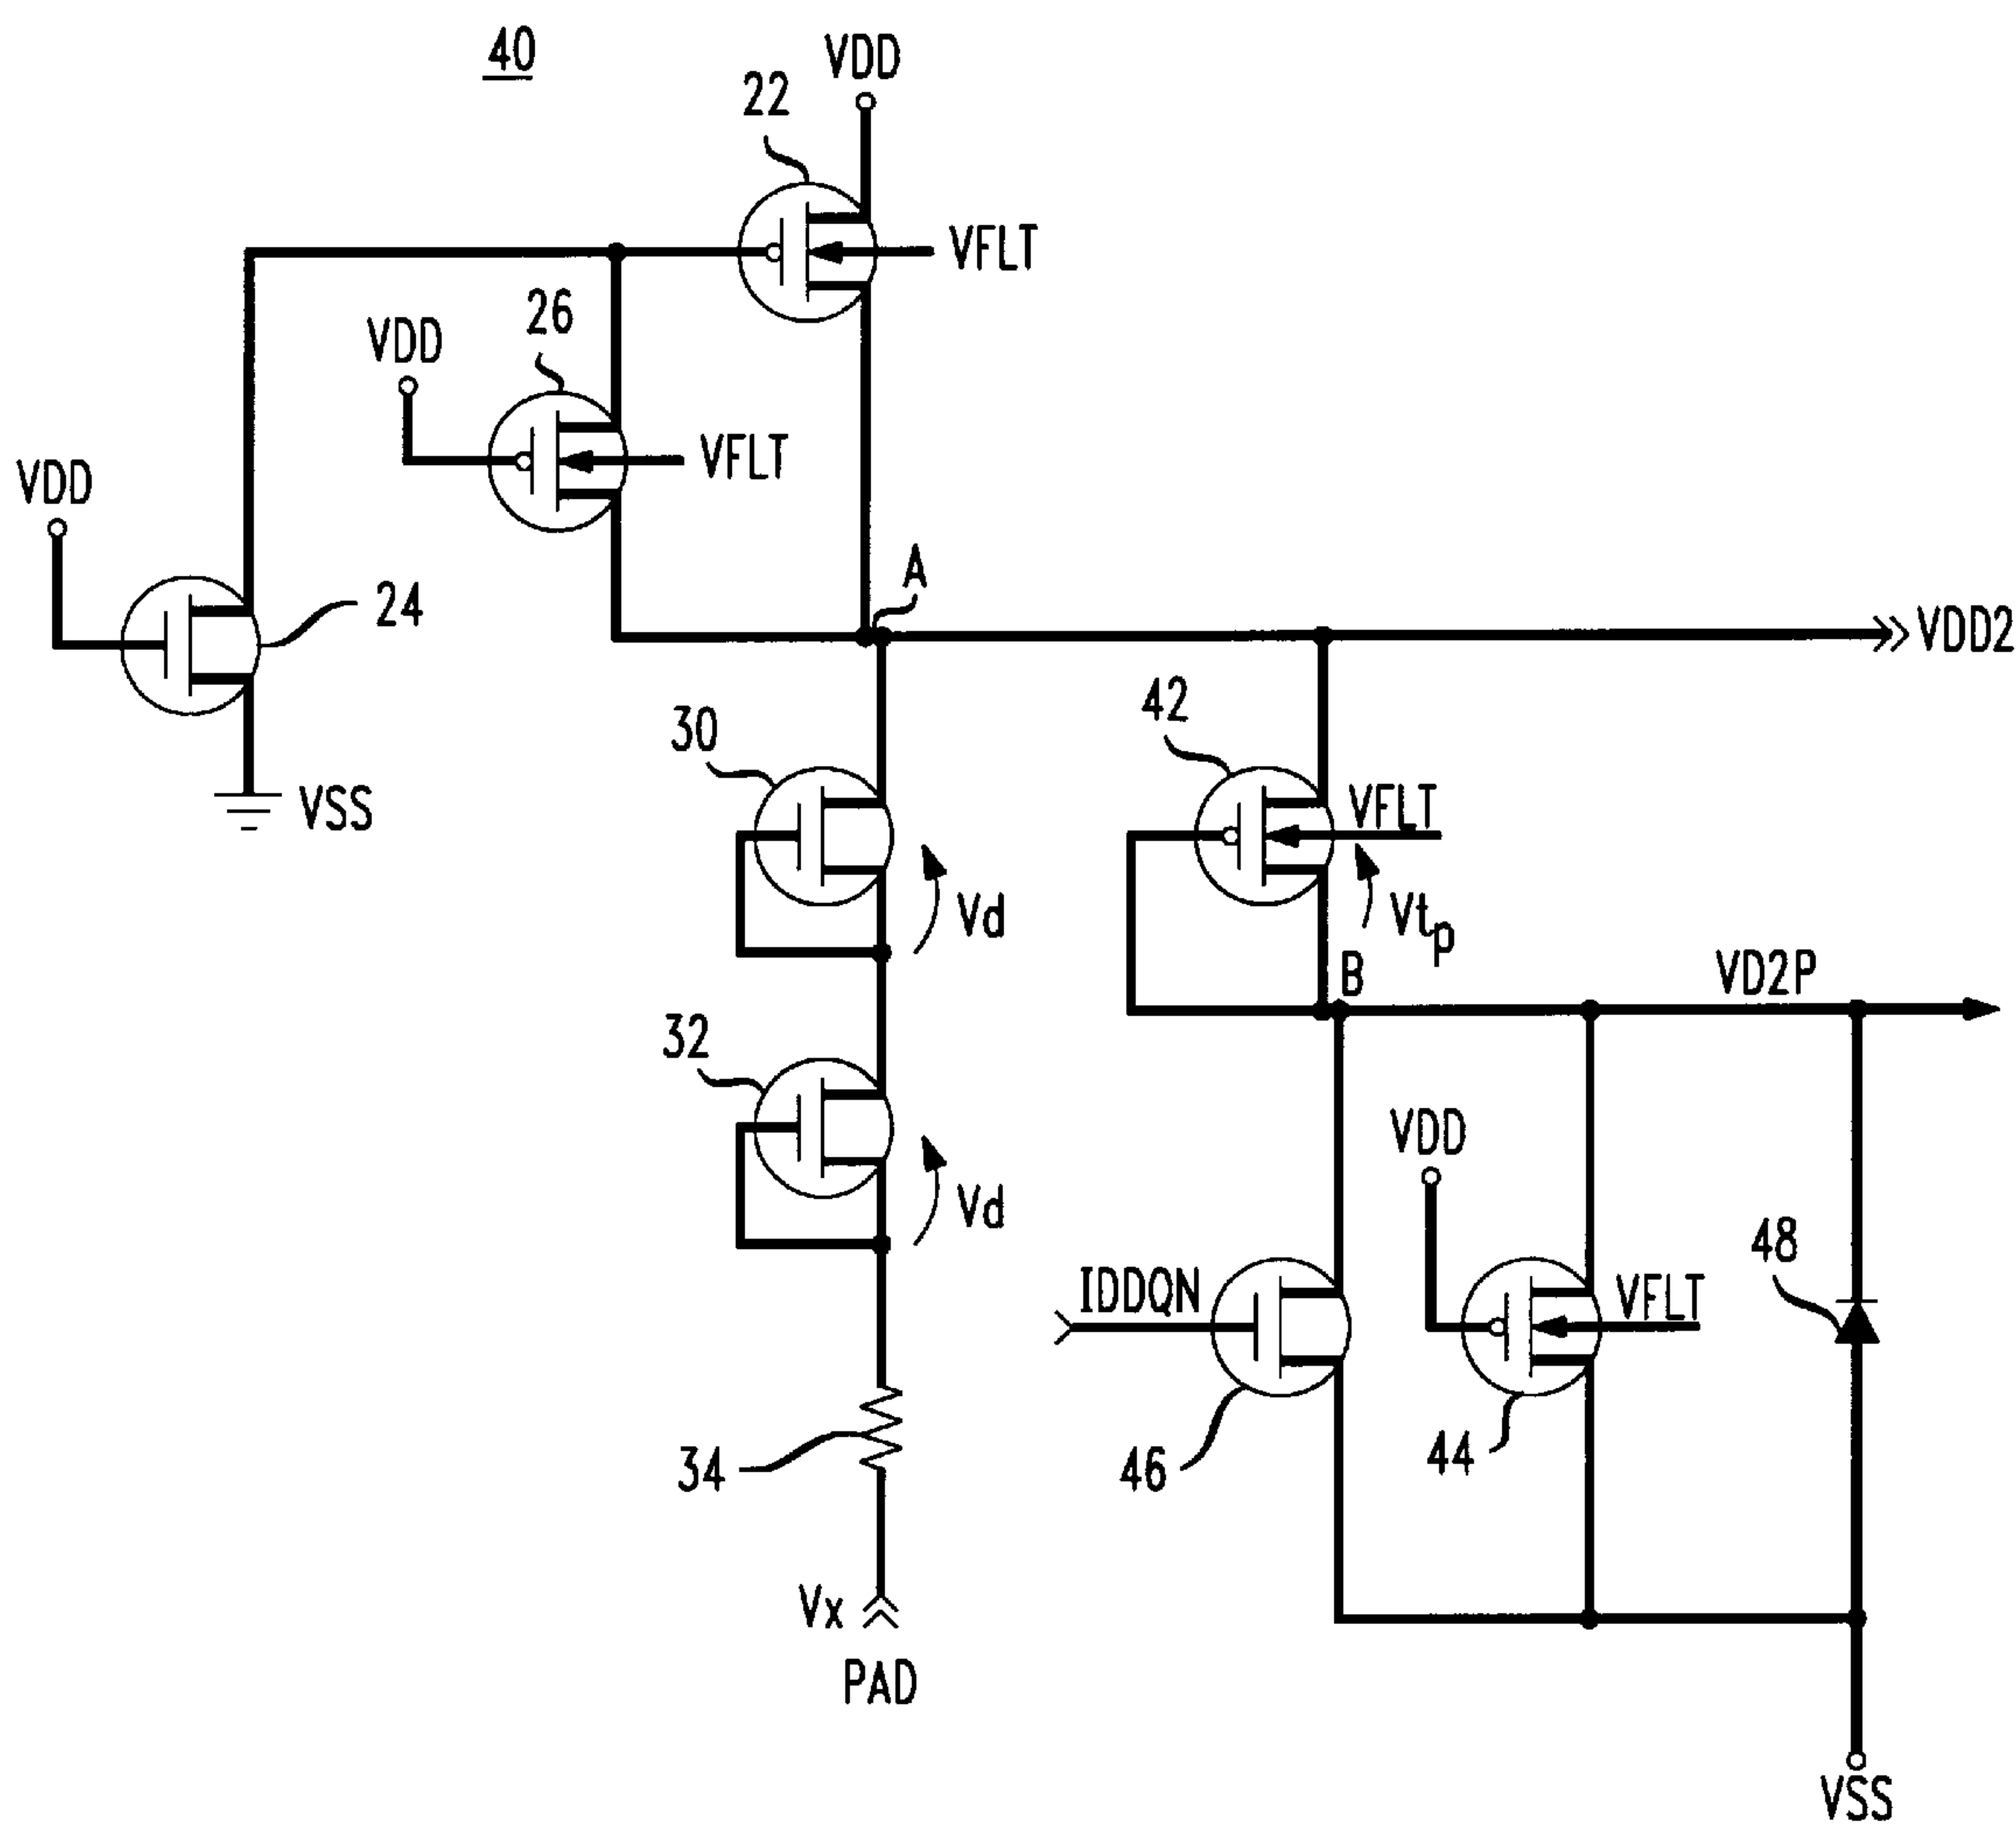 40
VDD
22
VFLT
26
VDD
VFLT
VDD
24
A
VDD2
VSS
30
42
VFLT
Vd
Vtp
B
VD2P
32
VDD
Vd
48
IDDQN
VFLT
34
46
44
Vx
PAD
VSS